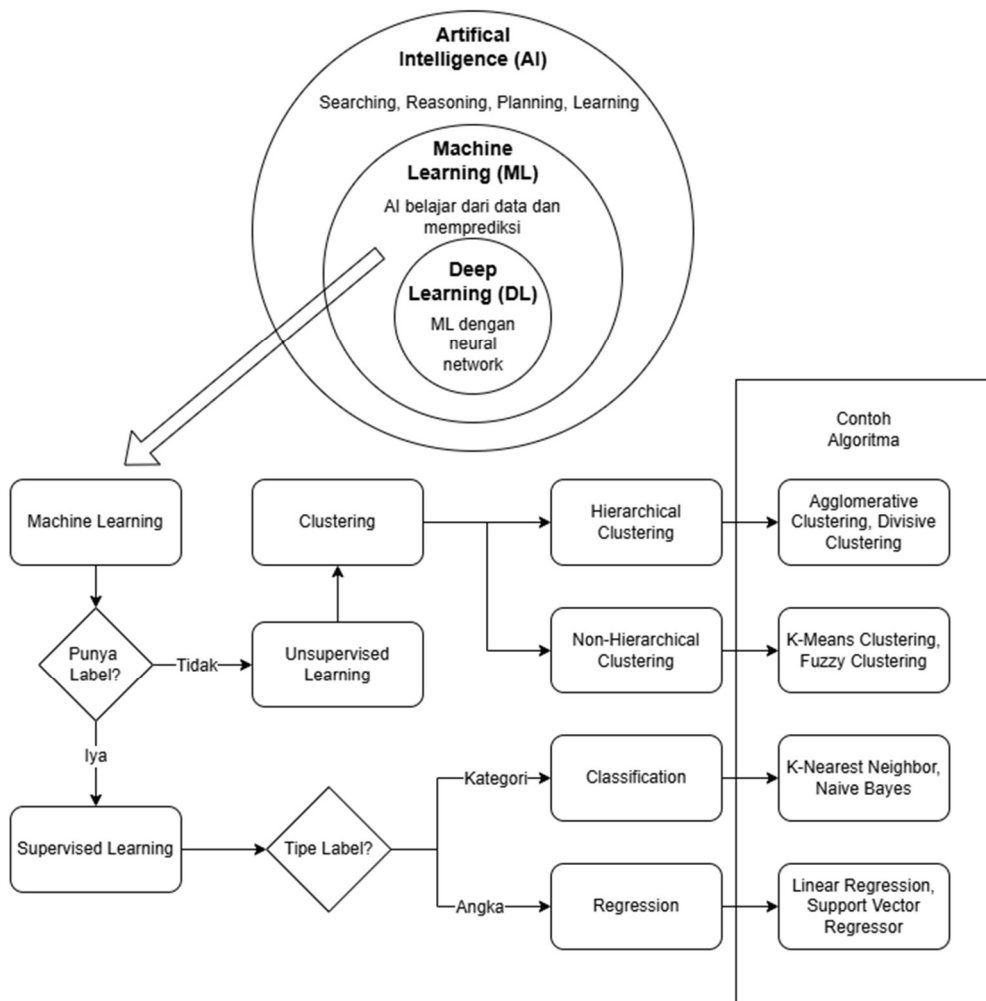 Artifical
Intelligence (AI)
Searching, Reasoning, Planning, Learning
Machine
Learning (ML)
AI belajar dari data dan
memprediksi
Deep
Learning (DL)
ML dengan
neural
network
Contoh
Algoritma
Machine Learning
Clustering
Hierarchical
Clustering
Agglomerative
Clustering, Divisive
Clustering
Punya
Label?
Tidak
Unsupervised
Learning
Non-Hierarchical
Clustering
K-Means Clustering,
Fuzzy Clustering
Iya
Kategori
Classification
K-Nearest Neighbor,
Naive Bayes
Supervised Learning
Tipe Label?
Angka
Regression
Linear Regression,
Support Vector
Regressor